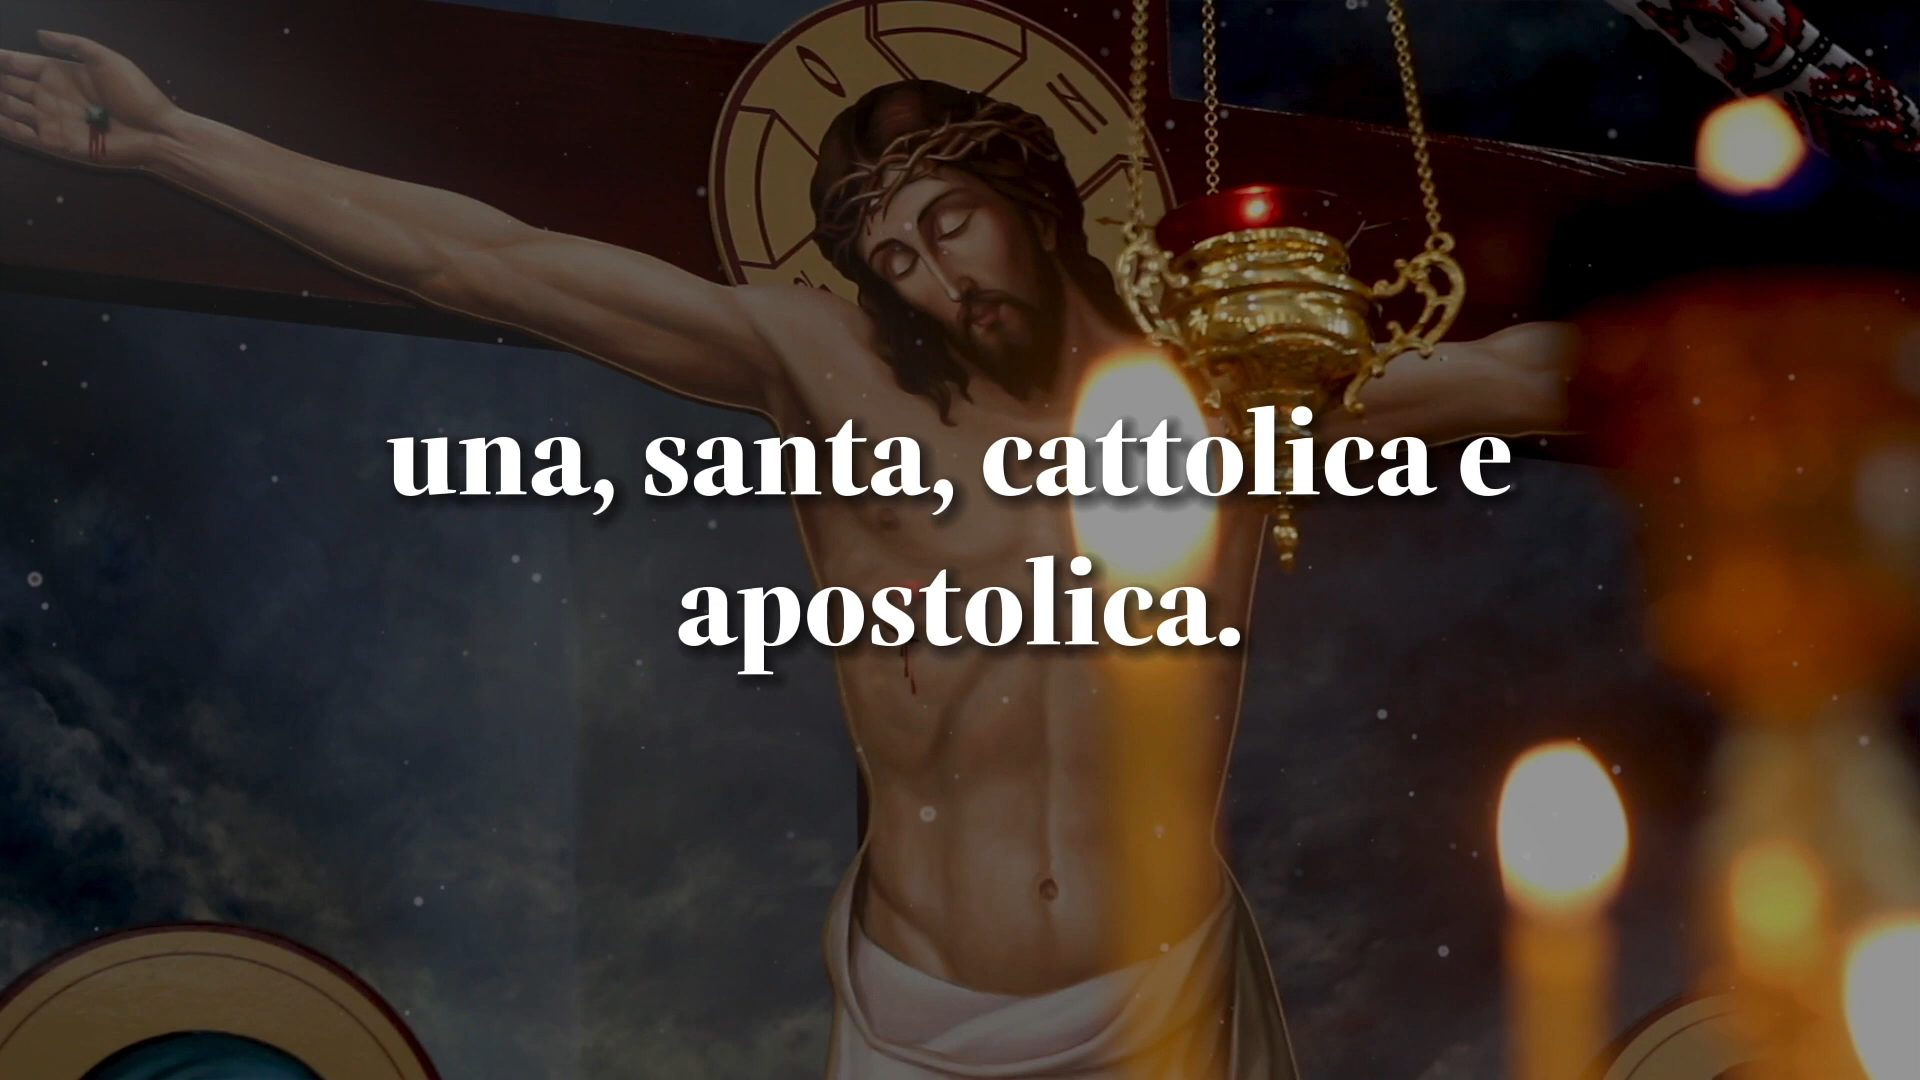 О Н
una, santa, cattolica e
apostolica.